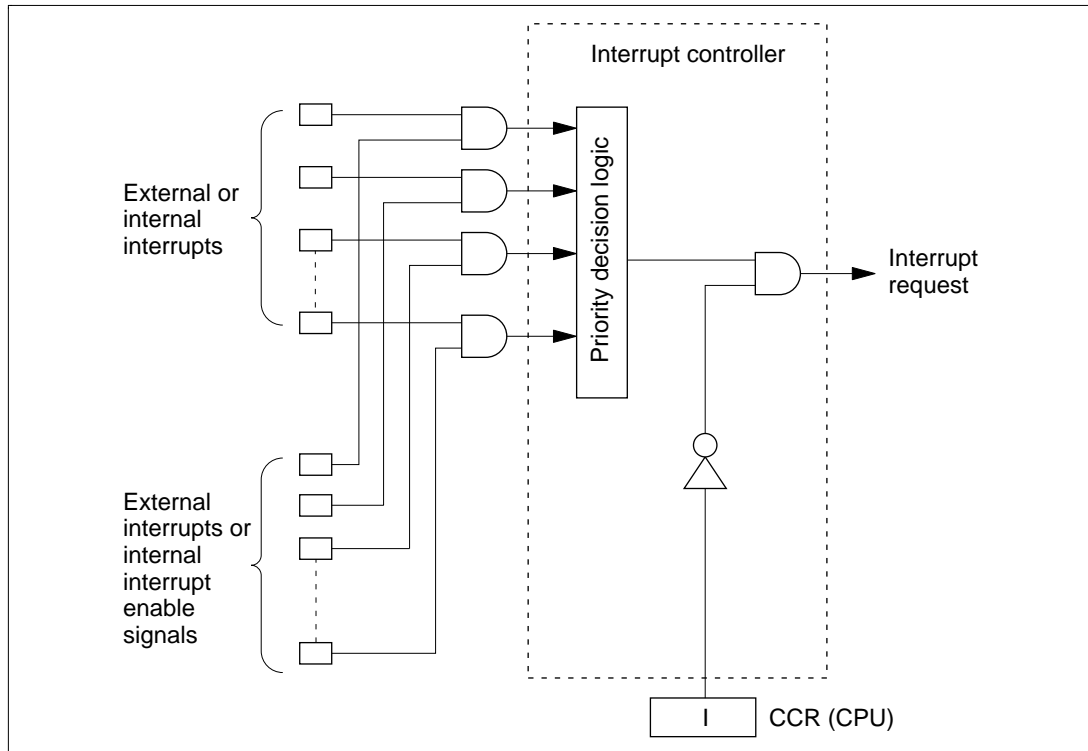 Interrupt controller
External or
internal
interrupts
Priority decision logic
Interrupt
request
External
interrupts or
internal
interrupt
enable
signals
I
CCR (CPU)